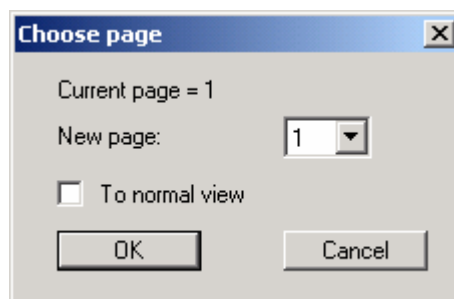 Choose page
Current page = 1
New page: 1
To normal view
OK Cancel